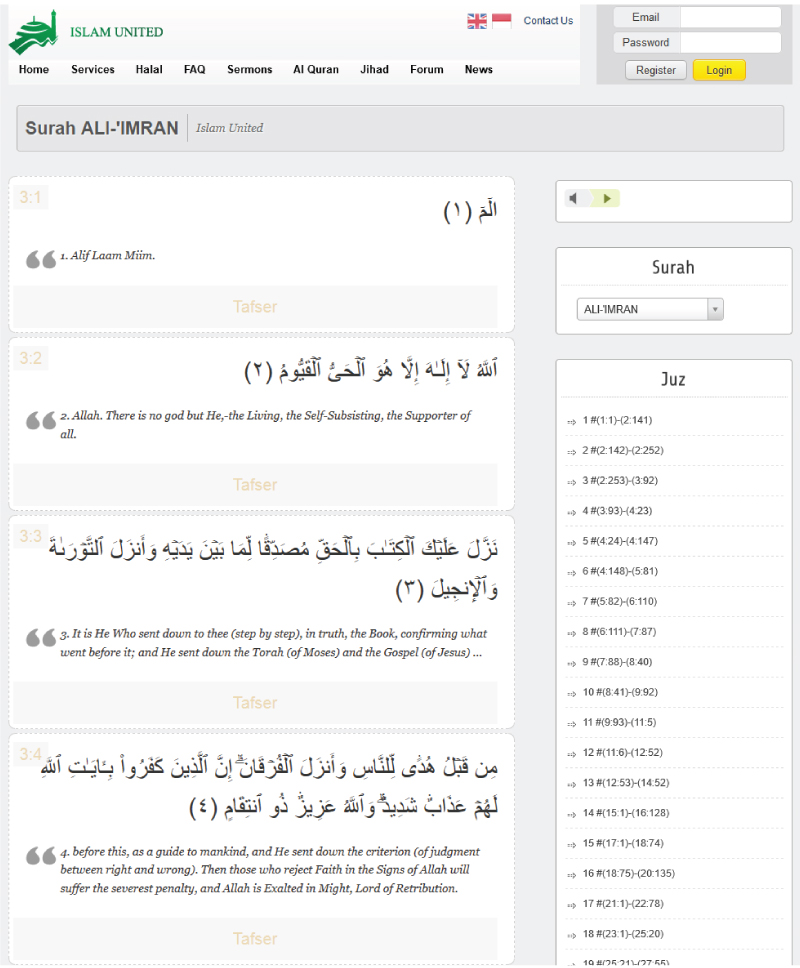 ISLAM UNITED
Contact Us
Email
Password
Register
Login
Home
Services
Halal
FAQ
Sermons
Al Quran
Jihad
Forum
News
Surah ALI-'IMRAN
Islam United
3:1
الٓمٓ (١)
1. Alif Laam Miim.
Tafser
3:2
ٱللَّهُ لَآ إِلَـٰهَ إِلَّا هُوَ ٱلۡحَىُّ ٱلۡقَيُّومُ (٢)
2. Allah. There is no god but He,-the Living, the Self-Subsisting, the Supporter of
all.
Tafser
3:3
نَزَّلَ عَلَيۡكَ ٱلۡكِتَـٰبَ بِٱلۡحَقِّ مُصَدِّقً۬ا لِّمَا بَيۡنَ يَدَيۡهِ وَأَنزَلَ ٱلتَّوۡرَٮٰةَ
وَٱلۡإِنجِيلَ (٣)
3. It is He Who sent down to thee (step by step), in truth, the Book, confirming what
went before it; and He sent down the Torah (of Moses) and the Gospel (of Jesus) ...
Tafser
3:4
مِن قَبۡلُ هُدً۬ى لِّلنَّاسِ وَأَنزَلَ ٱلۡفُرۡقَانَ‌ۗ إِنَّ ٱلَّذِينَ كَفَرُواْ بِـَٔايَـٰتِ ٱللَّهِ
لَهُمۡ عَذَابٌ۬ شَدِيدٌ۬‌ۗ وَٱللَّهُ عَزِيزٌ۬ ذُو ٱنتِقَامٍ (٤)
4. before this, as a guide to mankind, and He sent down the criterion (of judgment
between right and wrong). Then those who reject Faith in the Signs of Allah will
suffer the severest penalty, and Allah is Exalted in Might, Lord of Retribution.
Tafser
Surah
ALI-'IMRAN
Juz
1 #(1:1)-(2:141)
2 #(2:142)-(2:252)
3 #(2:253)-(3:92)
4 #(3:93)-(4:23)
5 #(4:24)-(4:147)
6 #(4:148)-(5:81)
7 #(5:82)-(6:110)
8 #(6:111)-(7:87)
9 #(7:88)-(8:40)
10 #(8:41)-(9:92)
11 #(9:93)-(11:5)
12 #(11:6)-(12:52)
13 #(12:53)-(14:52)
14 #(15:1)-(16:128)
15 #(17:1)-(18:74)
16 #(18:75)-(20:135)
17 #(21:1)-(22:78)
18 #(23:1)-(25:20)
19 #(25:21)-(27:55)